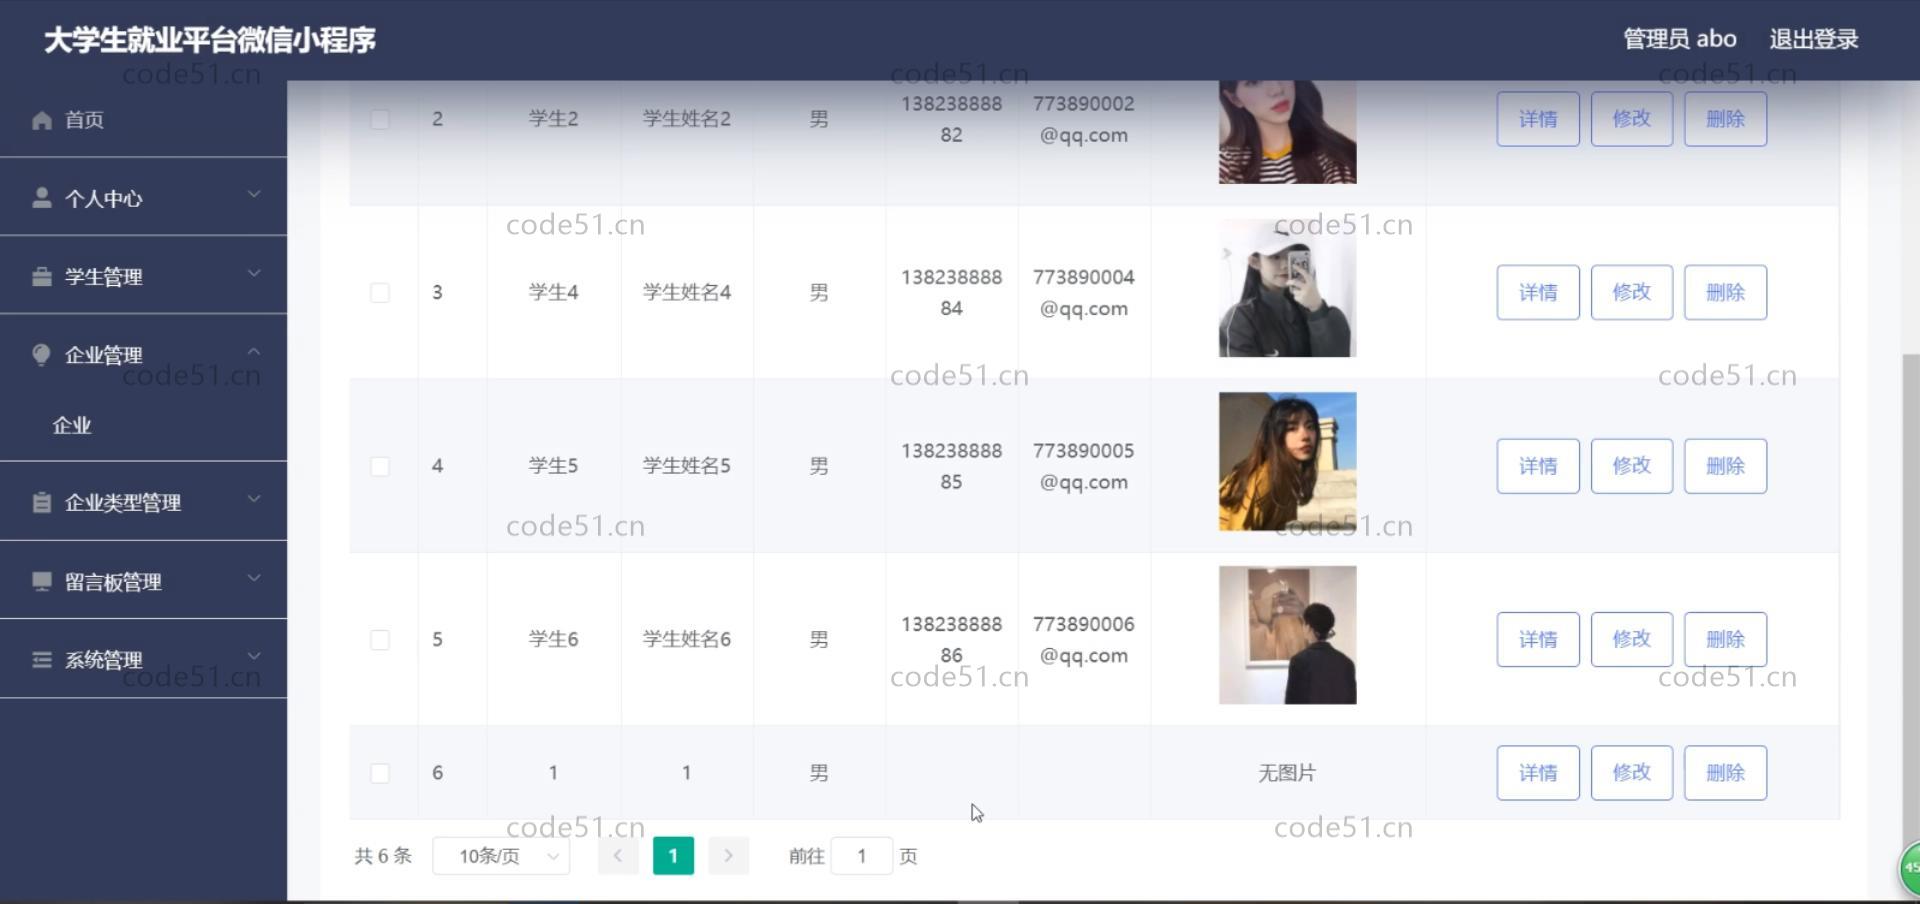 大学生就业平台微信小程序
管理员 abo 退出登录
code51.cn code51.cn code51.cn
首页
个人中心
学生管理
企业管理
code51.cn
企业
企业类型管理
留言板管理
系统管理
code51.cn
2 学生2 学生姓名2 男 138238888 773890002 详情 修改 删除
82 @qq.com
code51.cn code51.cn
3 学生4 学生姓名4 男 138238888 773890004 详情 修改 删除
84 @qq.com
code51.cn code51.cn
4 学生5 学生姓名5 男 138238888 773890005 详情 修改 删除
85 @qq.com
code51.cn code51.cn
5 学生6 学生姓名6 男 138238888 773890006 详情 修改 删除
86 @qq.com
code51.cn code51.cn
6 1 1 男 无图片 详情 修改 删除
code51.cn code51.cn
共 6 条 10条/页 1 前往 1 页
45